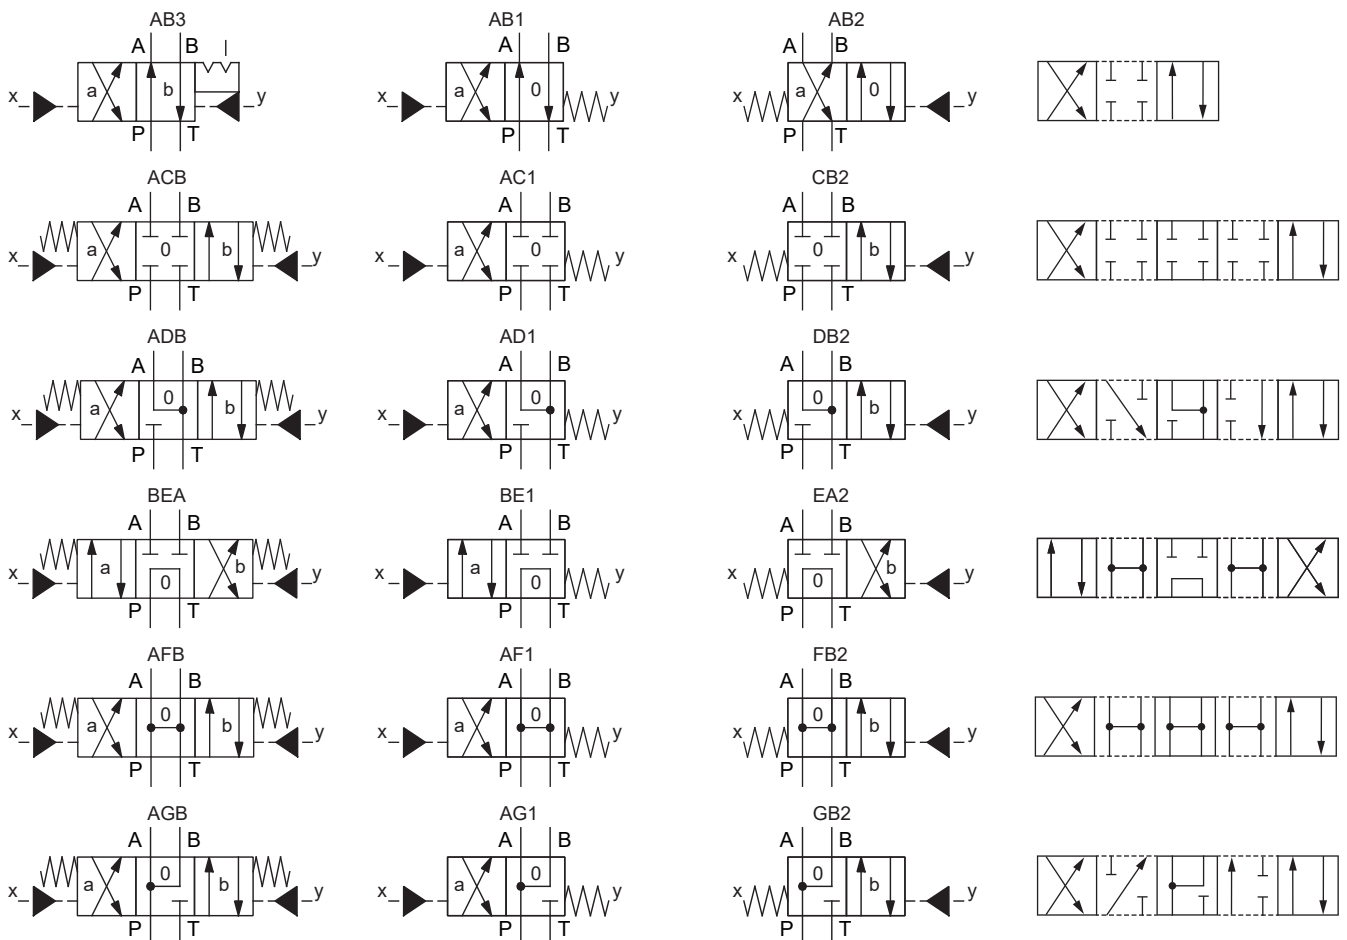 AB3 AB1 AB2
A B A B A B
x a b y a 0 y x a 0 y
x
P T P T P T
ACB AC1 CB2
A B A B A B
a 0 b a 0 0 b
x y x y x y
P T P T P T
ADB AD1 DB2
A B A B A B
a 0 b a 0 0 b
x y x y x y
P T P T P T
BEA BE1 EA2
A B A B A B
a 0 b a 0 0 b
x y x y x y
P T P T P T
AFB AF1 FB2
A B A B A B
a 0 b a 0 0 b
x y x y x y
P T P T P T
AGB AG1 GB2
A B A B A B
a 0 b a 0 0 b
x y x y x y
P T P T P T